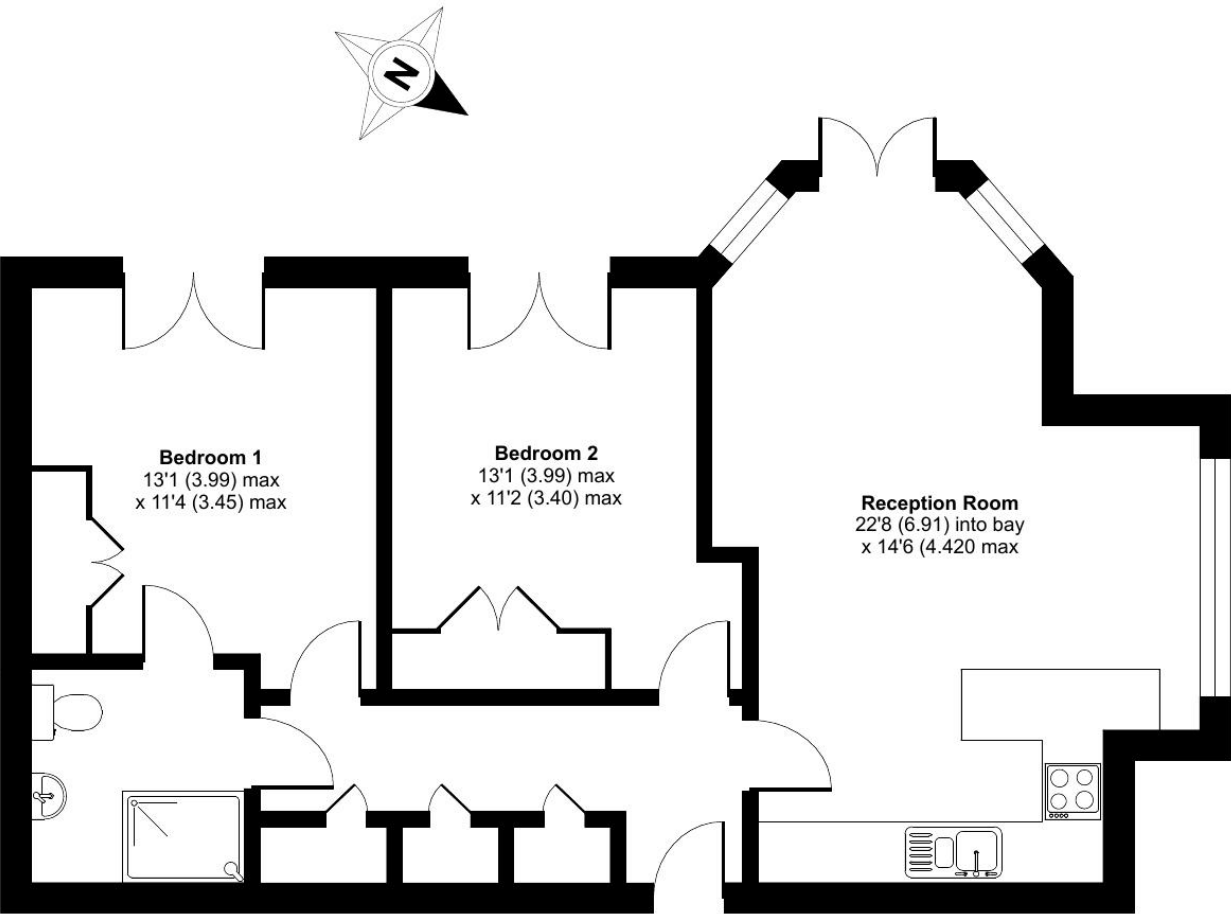 N
Bedroom 1
13'1 (3.99) max
x 11'4 (3.45) max
Bedroom 2
13'1 (3.99) max
x 11'2 (3.40) max
Reception Room
22'8 (6.91) into bay
x 14'6 (4.420 max